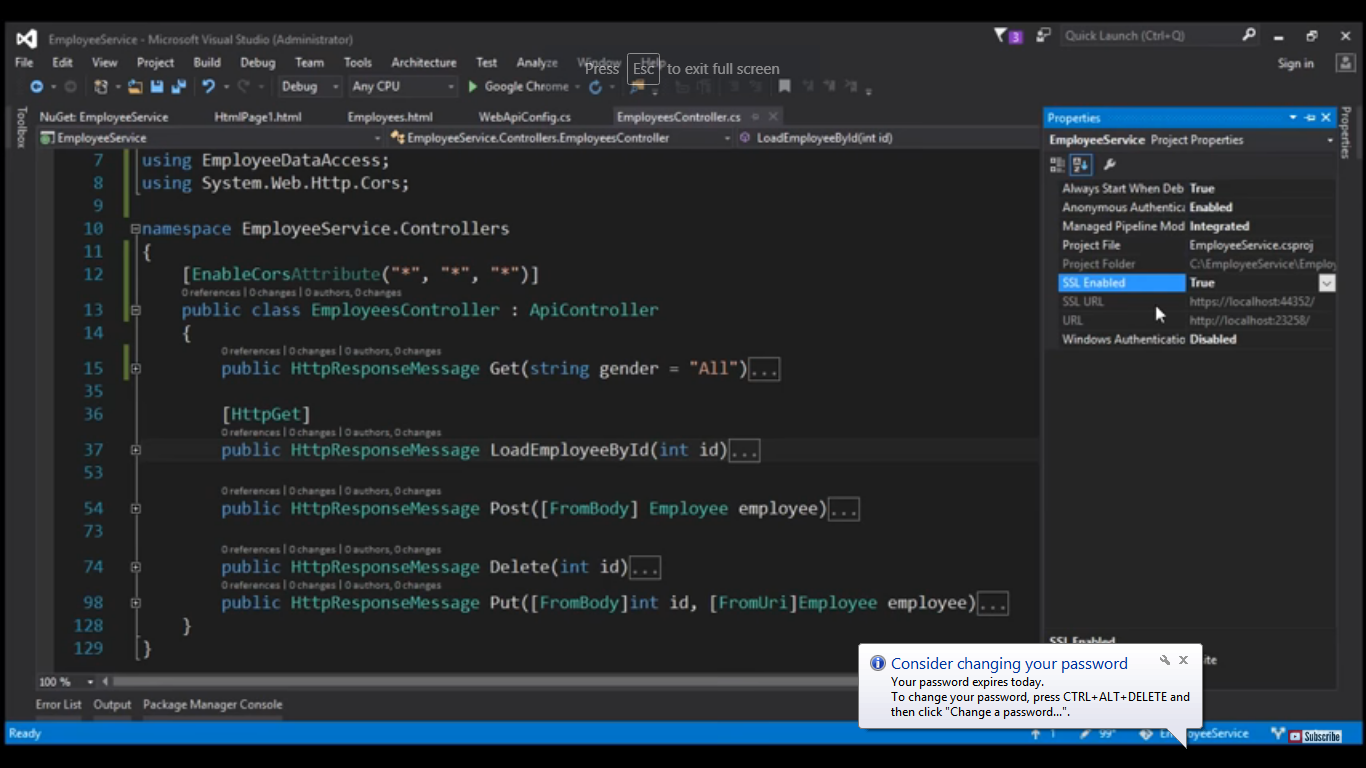 EmployeeService - Microsoft Visual Studio (Administrator)
3
Quick Launch (Ctrl+Q)
File Edit View Project Build Debug Team Tools Architecture Test Analyze Window Help
Sign in
Press Esc to exit full screen
Debug Any CPU Google Chrome
Toolbox
NuGet: EmployeeService HtmlPage1.html Employees.html WebApiConfig.cs EmployeesController.cs
EmployeeService EmployeeService.Controllers.EmployeesController LoadEmployeeById(int id)
7 using EmployeeDataAccess;
8 using System.Web.Http.Cors;
9
10 namespace EmployeeService.Controllers
11 {
12 [EnableCorsAttribute("*", "*", "*")]
0 references | 0 changes | 0 authors, 0 changes
13 public class EmployeesController : ApiController
14 {
0 references | 0 changes | 0 authors, 0 changes
15 public HttpResponseMessage Get(string gender = "All")...
35
36 [HttpGet]
0 references | 0 changes | 0 authors, 0 changes
37 public HttpResponseMessage LoadEmployeeById(int id)...
53
0 references | 0 changes | 0 authors, 0 changes
54 public HttpResponseMessage Post([FromBody] Employee employee)...
73
0 references | 0 changes | 0 authors, 0 changes
74 public HttpResponseMessage Delete(int id)...
0 references | 0 changes | 0 authors, 0 changes
98 public HttpResponseMessage Put([FromBody]int id, [FromUri]Employee employee)...
128 }
129 }
100 %
Properties
Properties
EmployeeService Project Properties
Always Start When Deb True
Anonymous Authentica Enabled
Managed Pipeline Mod Integrated
Project File EmployeeService.csproj
Project Folder C:\EmployeeService\Employ
SSL Enabled True
SSL URL https://localhost:44352/
URL http://localhost:23258/
Windows Authenticatio Disabled
SSL Enabled
Consider changing your password
Your password expires today.
To change your password, press CTRL+ALT+DELETE and
then click "Change a password...".
Error List Output Package Manager Console
Ready
1 99+ EmployeeService
Subscribe